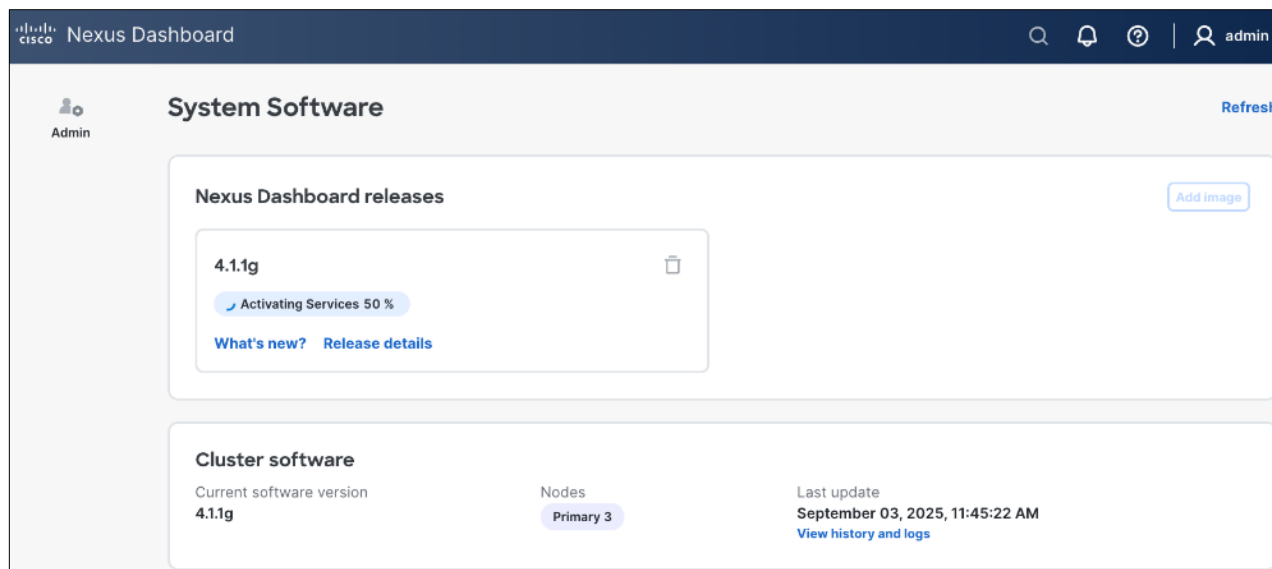 cisco Nexus Dashboard admin
Admin
System Software
Refresh
Nexus Dashboard releases
Add image
4.1.1g
Activating Services 50 %
What's new? Release details
Cluster software
Current software version Nodes Last update
4.1.1g Primary 3 September 03, 2025, 11:45:22 AM
View history and logs